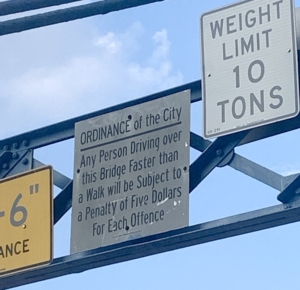 WEIGHT
LIMIT
10
TONS
ORDINANCE of the City
Any Person Driving over
this Bridge Faster than
a Walk will be Subject to
a Penalty of Five Dollars
For Each Offence
-6"
ANCE